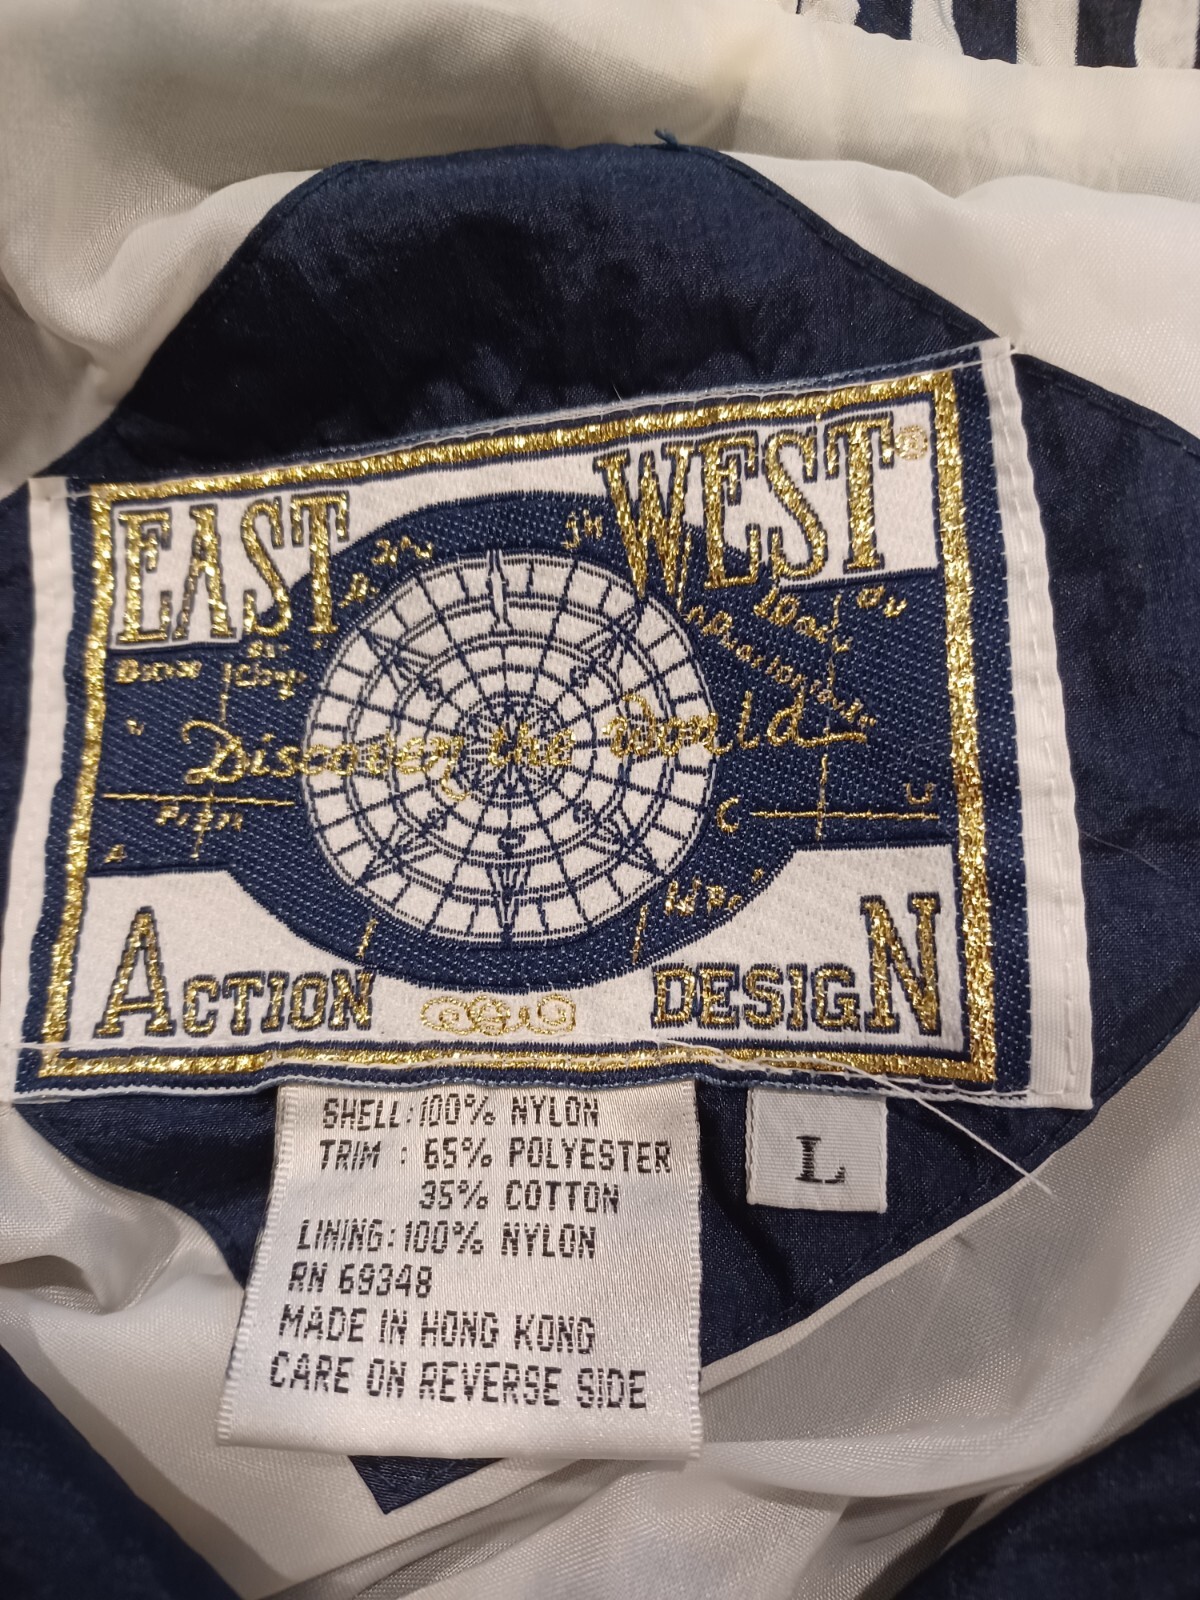 EAST WEST®
Discover the World
ACTION DESIGN
SHELL: 100% NYLON
TRIM : 65% POLYESTER
35% COTTON
LINING: 100% NYLON
RN 69348
MADE IN HONG KONG
CARE ON REVERSE SIDE
L